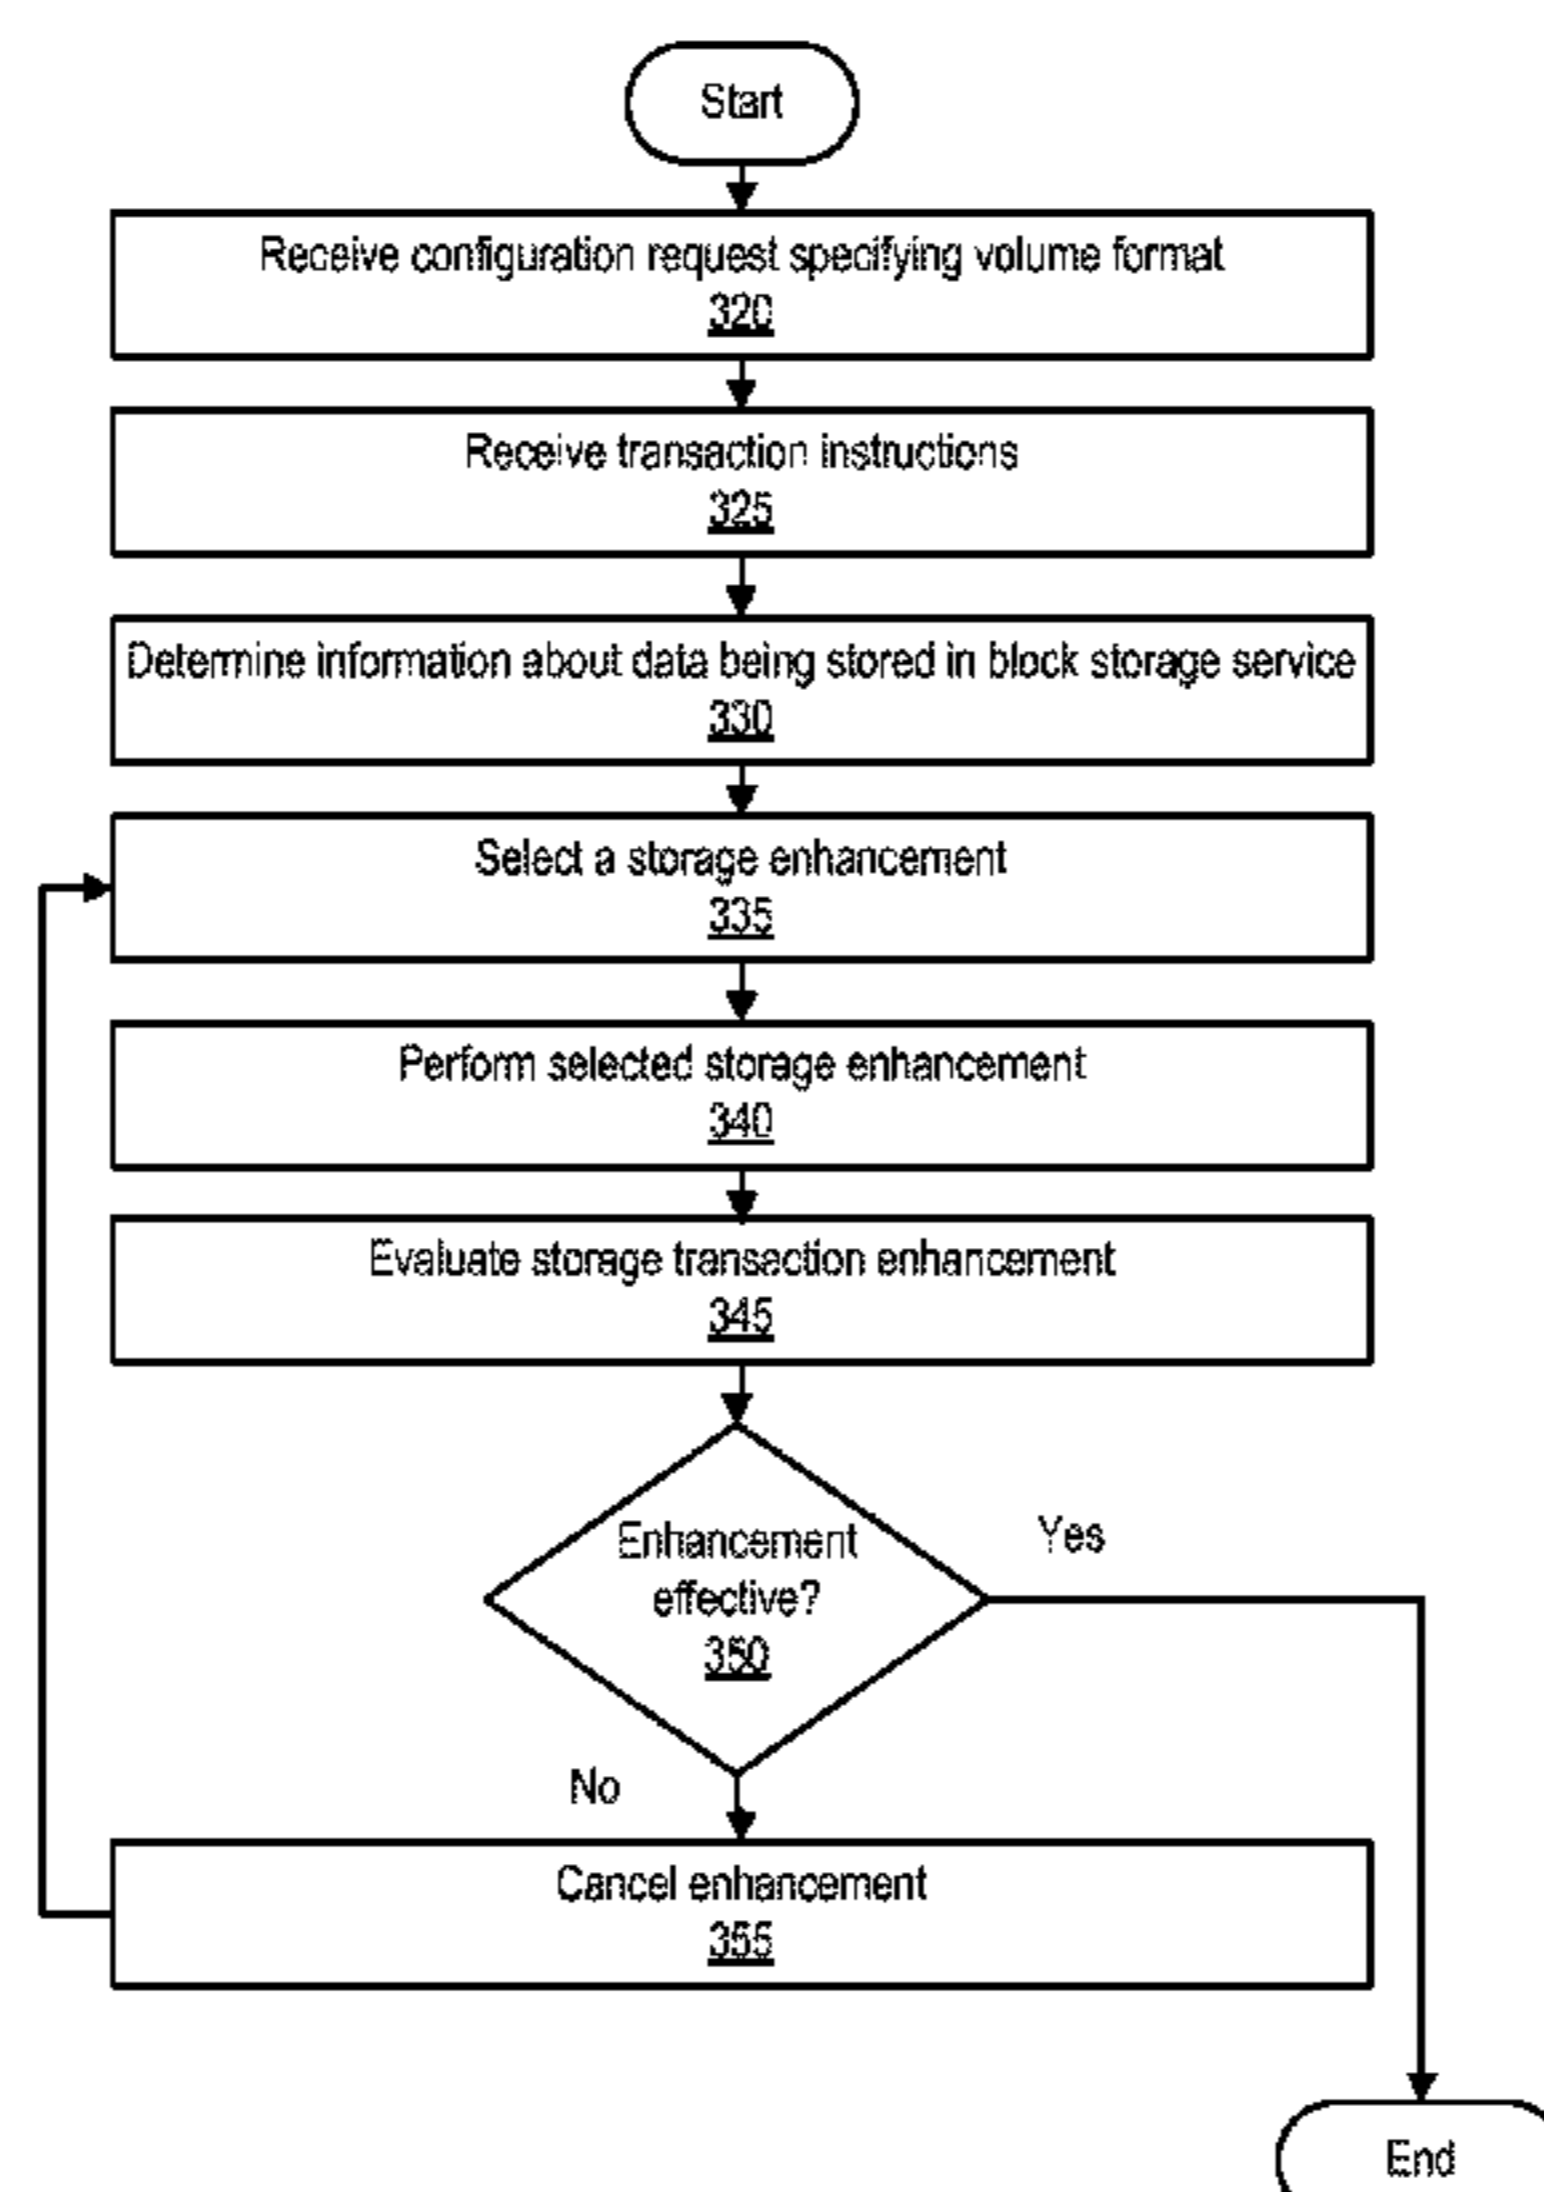 Start
Receive configuration request specifying volume format
320
Receive transaction instructions
325
Determine information about data being stored in block storage service
330
Select a storage enhancement
335
Perform selected storage enhancement
340
Evaluate storage transaction enhancement
345
Enhancement
effective?
350
Yes
No
Cancel enhancement
355
End